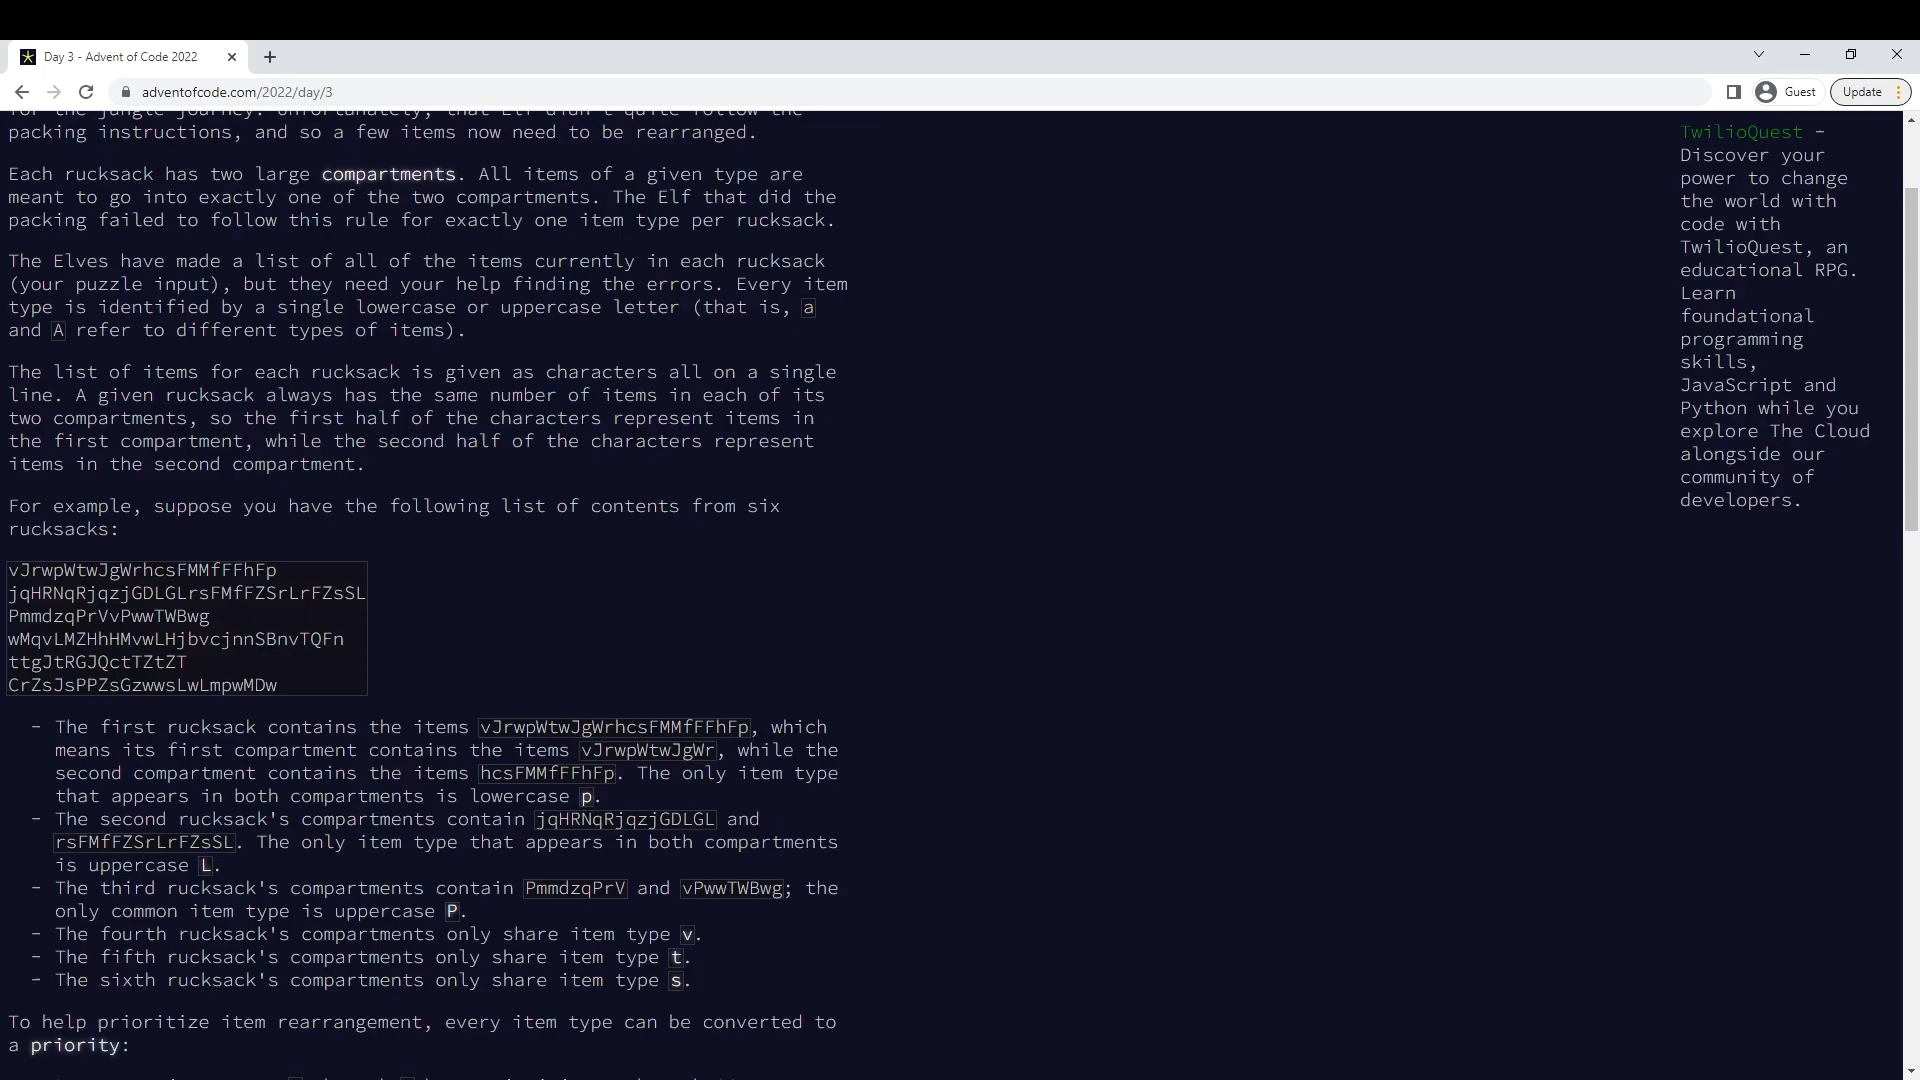 Day 3 - Advent of Code 2022
adventofcode.com/2022/day/3
Guest
Update
for the jungle journey. Unfortunately, that Elf didn't quite follow the
packing instructions, and so a few items now need to be rearranged.
Each rucksack has two large compartments. All items of a given type are
meant to go into exactly one of the two compartments. The Elf that did the
packing failed to follow this rule for exactly one item type per rucksack.
The Elves have made a list of all of the items currently in each rucksack
(your puzzle input), but they need your help finding the errors. Every item
type is identified by a single lowercase or uppercase letter (that is, a
and A refer to different types of items).
The list of items for each rucksack is given as characters all on a single
line. A given rucksack always has the same number of items in each of its
two compartments, so the first half of the characters represent items in
the first compartment, while the second half of the characters represent
items in the second compartment.
For example, suppose you have the following list of contents from six
rucksacks:
vJrwpWtwJgWrhcsFMMfFFhFp
jqHRNqRjqzjGDLGLrsFMfFZSrLrFZsSL
PmmdzqPrVvPwwTWBwg
wMqvLMZHhHMvwLHjbvcjnnSBnvTQFn
ttgJtRGJQctTZtZT
CrZsJsPPZsGzwwsLwLmpwMDw
- The first rucksack contains the items vJrwpWtwJgWrhcsFMMfFFhFp, which
means its first compartment contains the items vJrwpWtwJgWr, while the
second compartment contains the items hcsFMMfFFhFp. The only item type
that appears in both compartments is lowercase p.
- The second rucksack's compartments contain jqHRNqRjqzjGDLGL and
rsFMfFZSrLrFZsSL. The only item type that appears in both compartments
is uppercase L.
- The third rucksack's compartments contain PmmdzqPrV and vPwwTWBwg; the
only common item type is uppercase P.
- The fourth rucksack's compartments only share item type v.
- The fifth rucksack's compartments only share item type t.
- The sixth rucksack's compartments only share item type s.
To help prioritize item rearrangement, every item type can be converted to
a priority:
TwilioQuest -
Discover your
power to change
the world with
code with
TwilioQuest, an
educational RPG.
Learn
foundational
programming
skills,
JavaScript and
Python while you
explore The Cloud
alongside our
community of
developers.